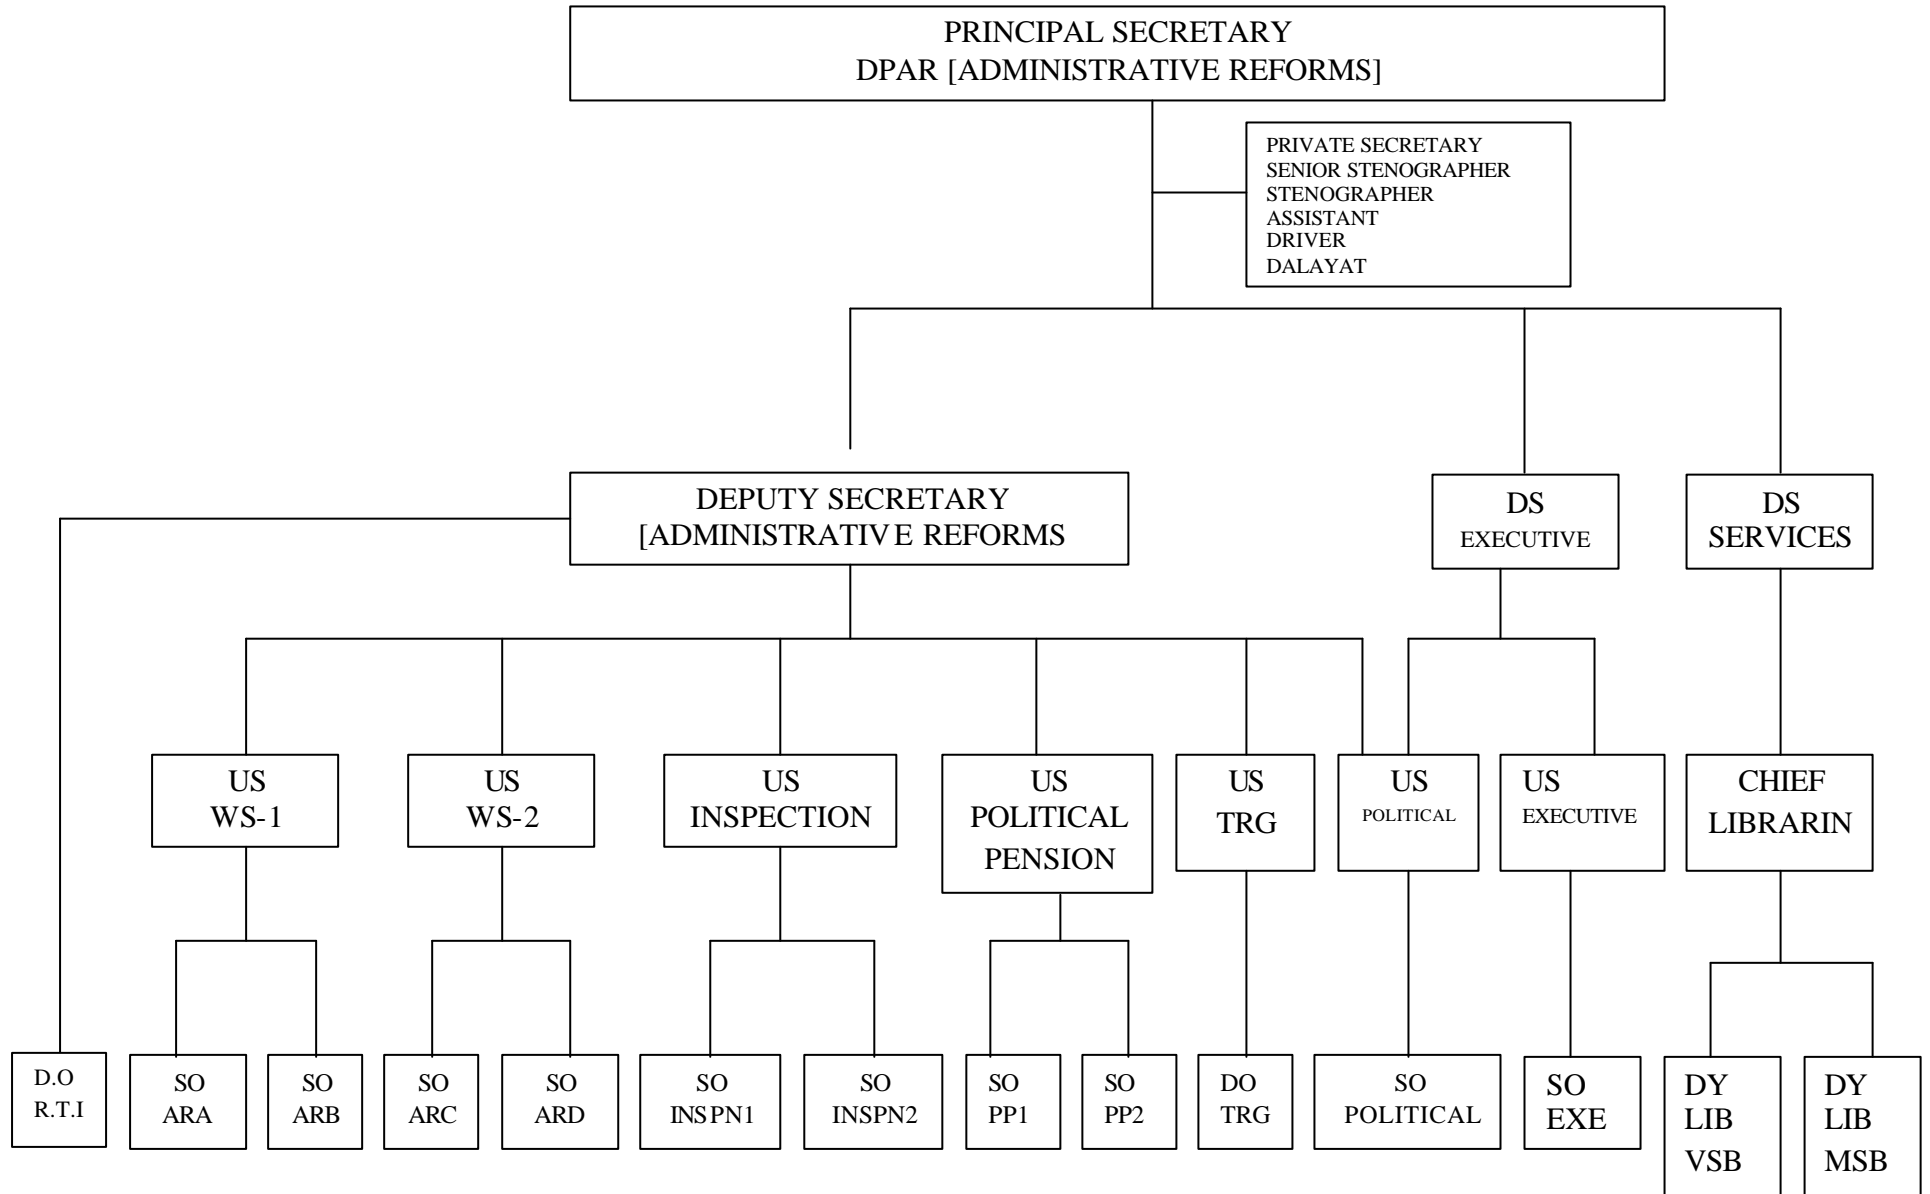 PRINCIPAL SECRETARY
DPAR [ADMINISTRATIVE REFORMS]
PRIVATE SECRETARY
SENIOR STENOGRAPHER
STENOGRAPHER
ASSISTANT
DRIVER
DALAYAT
DEPUTY SECRETARY
[ADMINISTRATIVE REFORMS
DS
EXECUTIVE
DS
SERVICES
US
WS-1
US
WS-2
US
INSPECTION
US
POLITICAL
PENSION
US
TRG
US
POLITICAL
US
EXECUTIVE
CHIEF
LIBRARIN
D.O
R.T.I
SO
ARA
SO
ARB
SO
ARC
SO
ARD
SO
INSPN1
SO
INSPN2
SO
PP1
SO
PP2
DO
TRG
SO
POLITICAL
SO
EXE
DY
LIB
VSB
DY
LIB
MSB